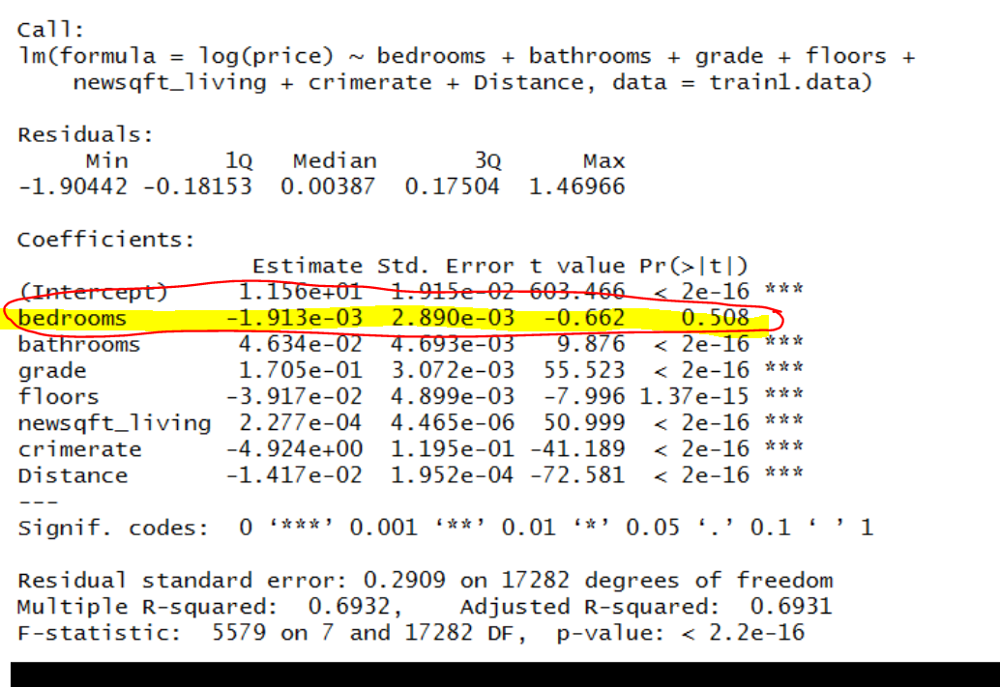 Call:
lm(formula = log(price) ~ bedrooms + bathrooms + grade + floors +
    newsqft_living + crimerate + Distance, data = train1.data)
Residuals:
     Min       1Q   Median       3Q      Max
-1.90442 -0.18153  0.00387  0.17504  1.46966
Coefficients:
                 Estimate Std. Error t value Pr(>|t|)
(Intercept)     1.156e+01  1.915e-02 603.466  < 2e-16 ***
bedrooms       -1.913e-03  2.890e-03  -0.662    0.508
bathrooms       4.634e-02  4.693e-03   9.876  < 2e-16 ***
grade           1.705e-01  3.072e-03  55.523  < 2e-16 ***
floors         -3.917e-02  4.899e-03  -7.996 1.37e-15 ***
newsqft_living  2.277e-04  4.465e-06  50.999  < 2e-16 ***
crimerate      -4.924e+00  1.195e-01 -41.189  < 2e-16 ***
Distance       -1.417e-02  1.952e-04 -72.581  < 2e-16 ***
---
Signif. codes:  0 ‘***’ 0.001 ‘**’ 0.01 ‘*’ 0.05 ‘.’ 0.1 ‘ ’ 1
Residual standard error: 0.2909 on 17282 degrees of freedom
Multiple R-squared:  0.6932,    Adjusted R-squared:  0.6931
F-statistic:  5579 on 7 and 17282 DF,  p-value: < 2.2e-16